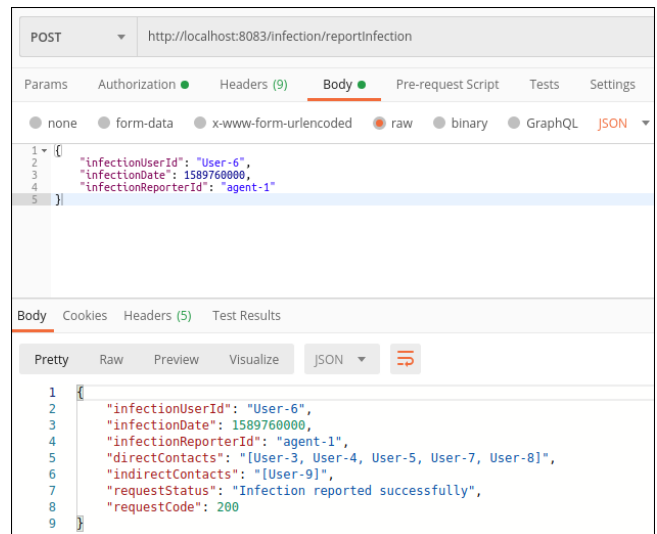 POST http://localhost:8083/infection/reportInfection
Params Authorization Headers (9) Body Pre-request Script Tests Settings
none form-data x-www-form-urlencoded raw binary GraphQL JSON
1 {
2 "infectionUserId": "User-6",
3 "infectionDate": 1589760000,
4 "infectionReporterId": "agent-1"
5 }
Body Cookies Headers (5) Test Results
Pretty Raw Preview Visualize JSON
1 {
2 "infectionUserId": "User-6",
3 "infectionDate": 1589760000,
4 "infectionReporterId": "agent-1",
5 "directContacts": "[User-3, User-4, User-5, User-7, User-8]",
6 "indirectContacts": "[User-9]",
7 "requestStatus": "Infection reported successfully",
8 "requestCode": 200
9 }